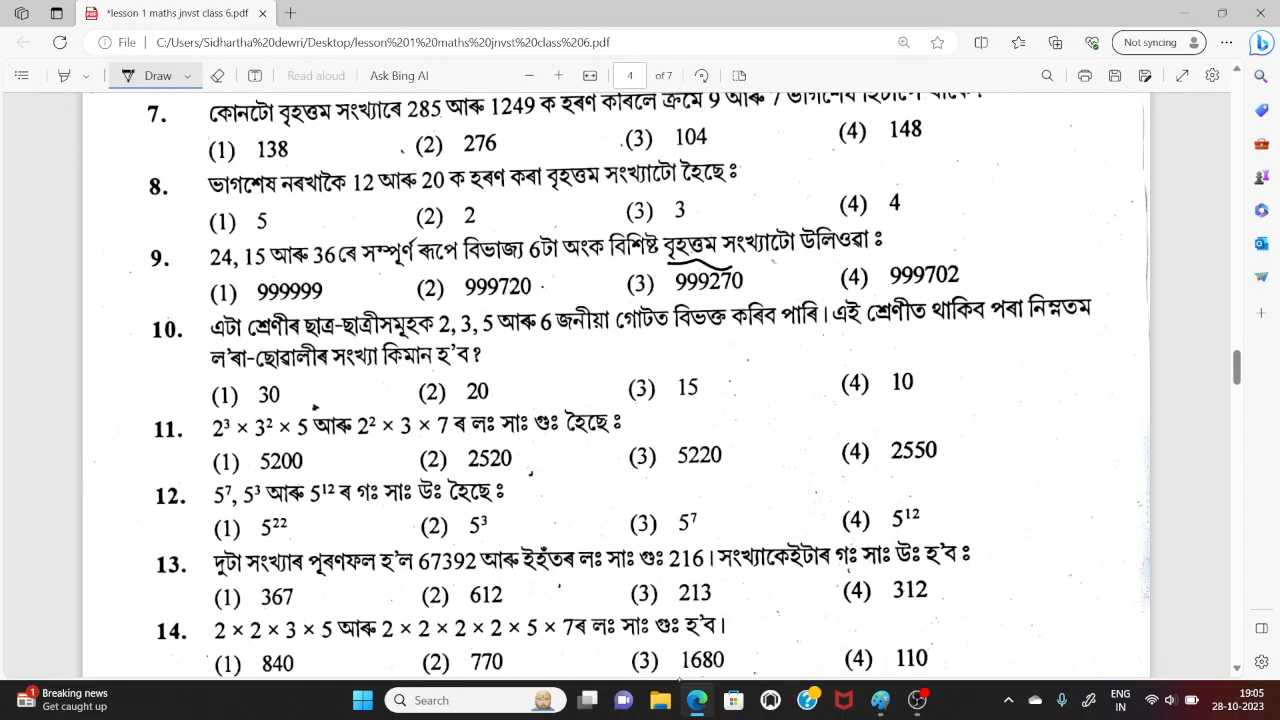 *lesson 1 maths jnvst class 6.pdf
File C:/Users/Sidhartha%20dewri/Desktop/lesson%201%20maths%20jnvst%20class%206.pdf Not syncing
Draw Read aloud Ask Bing AI 4 of 7
7. কোনটো বৃহত্তম সংখ্যাৰে 285 আৰু 1249 ক হৰণ কৰিলে ক্ৰমে 9 আৰু 7 ভাগশেষ হিচাপে থাকে?
(1) 138 (2) 276 (3) 104 (4) 148
8. ভাগশেষ নৰখাকৈ 12 আৰু 20 ক হৰণ কৰা বৃহত্তম সংখ্যাটো হৈছে ঃ
(1) 5 (2) 2 (3) 3 (4) 4
9. 24, 15 আৰু 36ৰে সম্পূৰ্ণ ৰূপে বিভাজ্য 6টা অংক বিশিষ্ট বৃহত্তম সংখ্যাটো উলিওৱা ঃ
(1) 999999 (2) 999720 (3) 999270 (4) 999702
10. এটা শ্ৰেণীৰ ছাত্ৰ-ছাত্ৰীসমূহক 2, 3, 5 আৰু 6 জনীয়া গোটত বিভক্ত কৰিব পাৰি। এই শ্ৰেণীত থাকিব পৰা নিম্নতম
ল'ৰা-ছোৱালীৰ সংখ্যা কিমান হ'ব?
(1) 30 (2) 20 (3) 15 (4) 10
11. 2³ × 3² × 5 আৰু 2² × 3 × 7 ৰ লঃ সাঃ গুঃ হৈছে ঃ
(1) 5200 (2) 2520 (3) 5220 (4) 2550
12. 5⁷, 5³ আৰু 5¹² ৰ গঃ সাঃ উঃ হৈছে ঃ
(1) 5²² (2) 5³ (3) 5⁷ (4) 5¹²
13. দুটা সংখ্যাৰ পূৰণফল হ'ল 67392 আৰু ইহঁতৰ লঃ সাঃ গুঃ 216। সংখ্যাকেইটাৰ গঃ সাঃ উঃ হ'ব ঃ
(1) 367 (2) 612 (3) 213 (4) 312
14. 2 × 2 × 3 × 5 আৰু 2 × 2 × 2 × 2 × 5 × 7ৰ লঃ সাঃ গুঃ হ'ব।
(1) 840 (2) 770 (3) 1680 (4) 110
1 Breaking news
Get caught up
Search
ENG
IN
19:05
28-10-2023